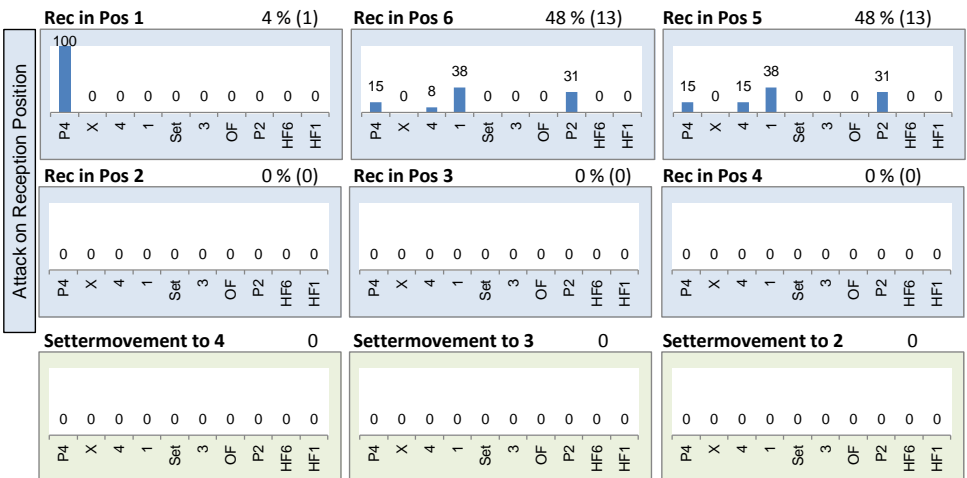 Attack on Reception Position
Rec in Pos 1 4 % (1)
100 0 0 0 0 0 0 0 0 0
P4 X 4 1 Set 3 OF P2 HF6 HF1
Rec in Pos 6 48 % (13)
15 0 8 38 0 0 0 31 0 0
P4 X 4 1 Set 3 OF P2 HF6 HF1
Rec in Pos 5 48 % (13)
15 0 15 38 0 0 0 31 0 0
P4 X 4 1 Set 3 OF P2 HF6 HF1
Rec in Pos 2 0 % (0)
0 0 0 0 0 0 0 0 0 0
P4 X 4 1 Set 3 OF P2 HF6 HF1
Rec in Pos 3 0 % (0)
0 0 0 0 0 0 0 0 0 0
P4 X 4 1 Set 3 OF P2 HF6 HF1
Rec in Pos 4 0 % (0)
0 0 0 0 0 0 0 0 0 0
P4 X 4 1 Set 3 OF P2 HF6 HF1
Settermovement to 4 0
0 0 0 0 0 0 0 0 0 0
P4 X 4 1 Set 3 OF P2 HF6 HF1
Settermovement to 3 0
0 0 0 0 0 0 0 0 0 0
P4 X 4 1 Set 3 OF P2 HF6 HF1
Settermovement to 2 0
0 0 0 0 0 0 0 0 0 0
P4 X 4 1 Set 3 OF P2 HF6 HF1